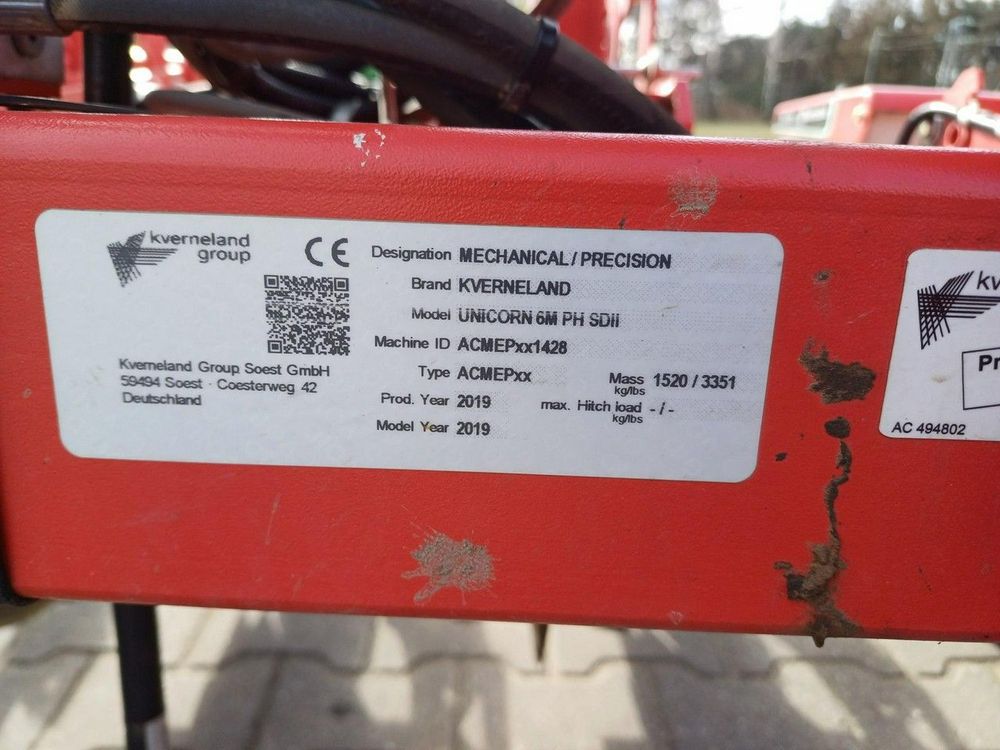 kverneland
group
CE
Designation MECHANICAL / PRECISION
Brand KVERNELAND
Model UNICORN 6M PH SDII
Machine ID ACMEPxx1428
Type ACMEPxx
Mass kg/lbs 1520 / 3351
Prod. Year 2019
max. Hitch load kg/lbs - / -
Model Year 2019
Kverneland Group Soest GmbH
59494 Soest · Coesterweg 42
Deutschland
kv
Pr
AC 494802